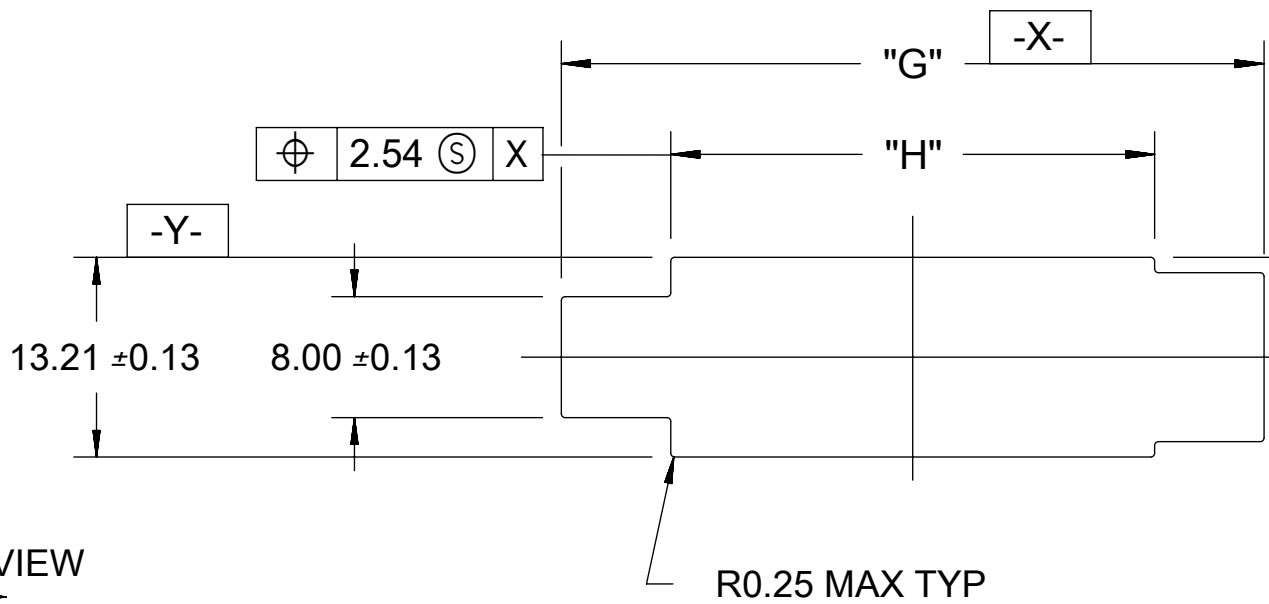 -X-
"G"
2.54 Ⓢ X
"H"
-Y-
13.21 ±0.13
8.00 ±0.13
VIEW
R0.25 MAX TYP